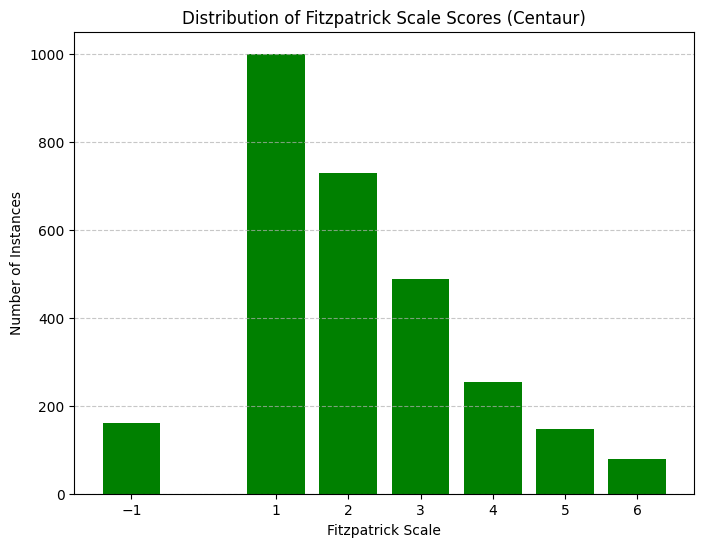 Distribution of Fitzpatrick Scale Scores (Centaur)
Number of Instances
1000
800
600
400
200
0
−1 1 2 3 4 5 6
Fitzpatrick Scale